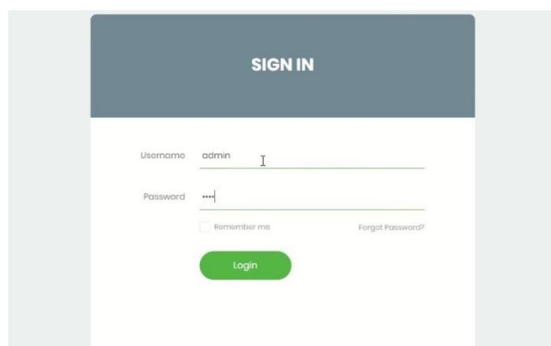 SIGN IN
Username admin
Password ••••
Remember me Forgot Password?
Login